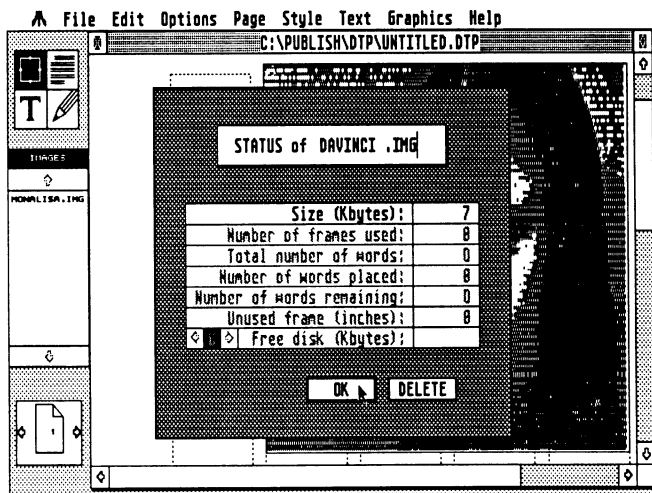 File Edit Options Page Style Text Graphics Help
C:\PUBLISH\DTP\UNTITLED.DTP
T
IMAGES
MONALISA.IMG
STATUS of DAVINCI .IMG
Size (Kbytes): 7
Number of frames used: 0
Total number of words: 0
Number of words placed: 0
Number of words remaining: 0
Unused frame (inches): 0
Free disk (Kbytes):
OK DELETE
1